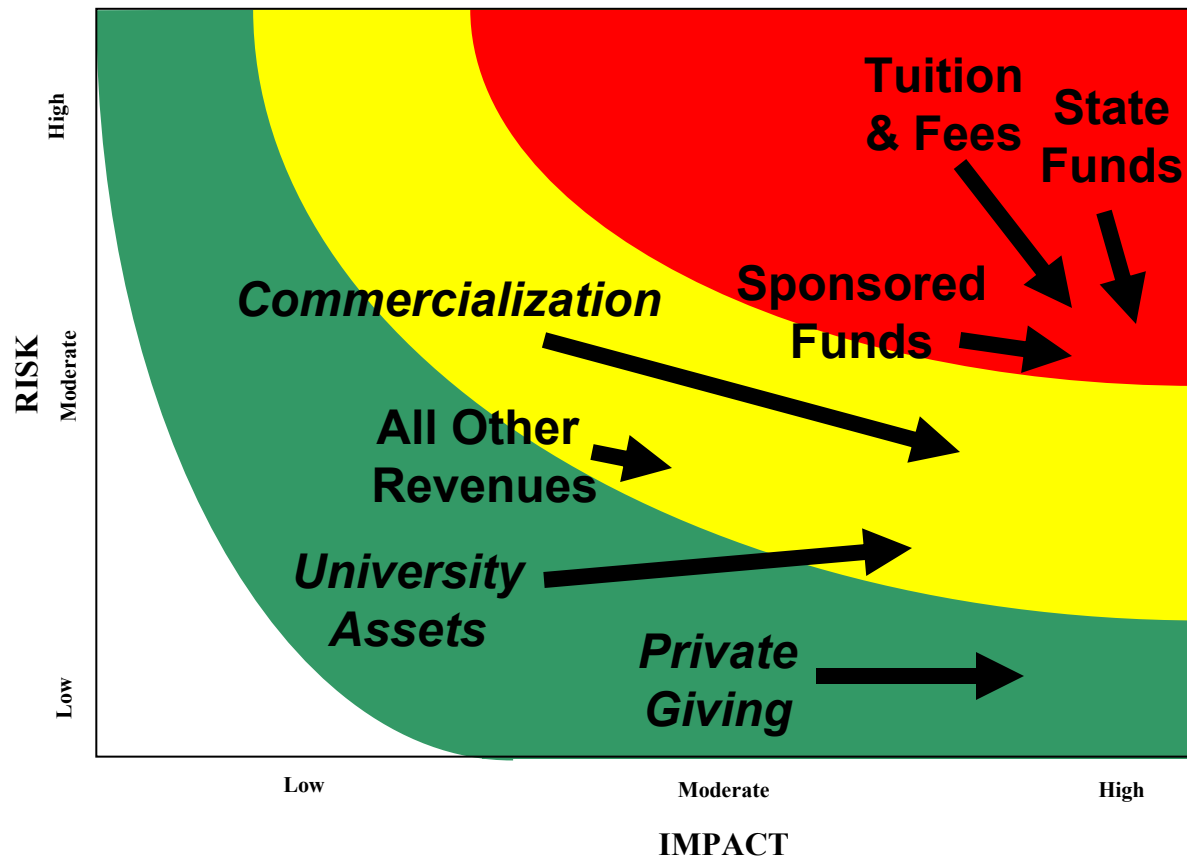 High
Tuition
& Fees
State
Funds
Commercialization
Sponsored
Funds
RISK
Moderate
All Other
Revenues
University
Assets
Private
Giving
Low
Low
Moderate
High
IMPACT